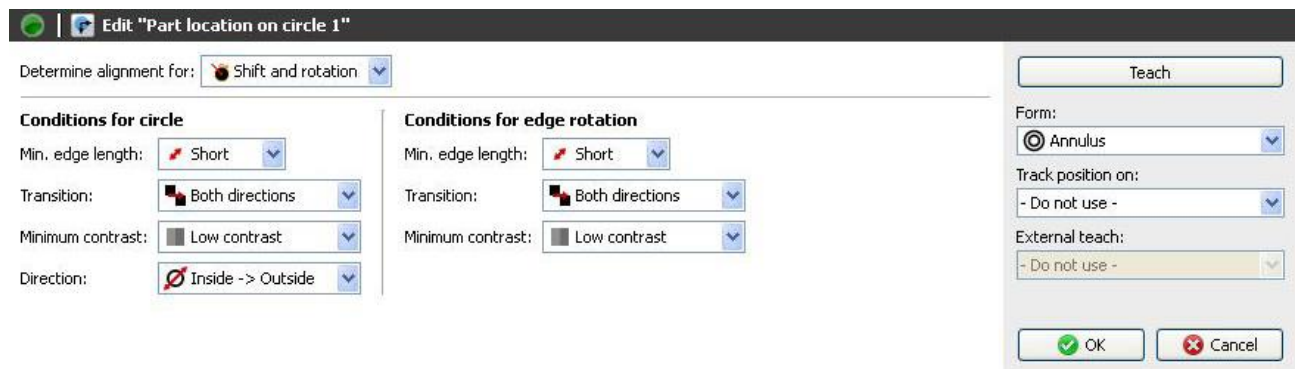 Edit "Part location on circle 1"
Determine alignment for: Shift and rotation
Conditions for circle
Min. edge length: Short
Transition: Both directions
Minimum contrast: Low contrast
Direction: Inside -> Outside
Conditions for edge rotation
Min. edge length: Short
Transition: Both directions
Minimum contrast: Low contrast
Teach
Form:
Annulus
Track position on:
- Do not use -
External teach:
- Do not use -
OK Cancel